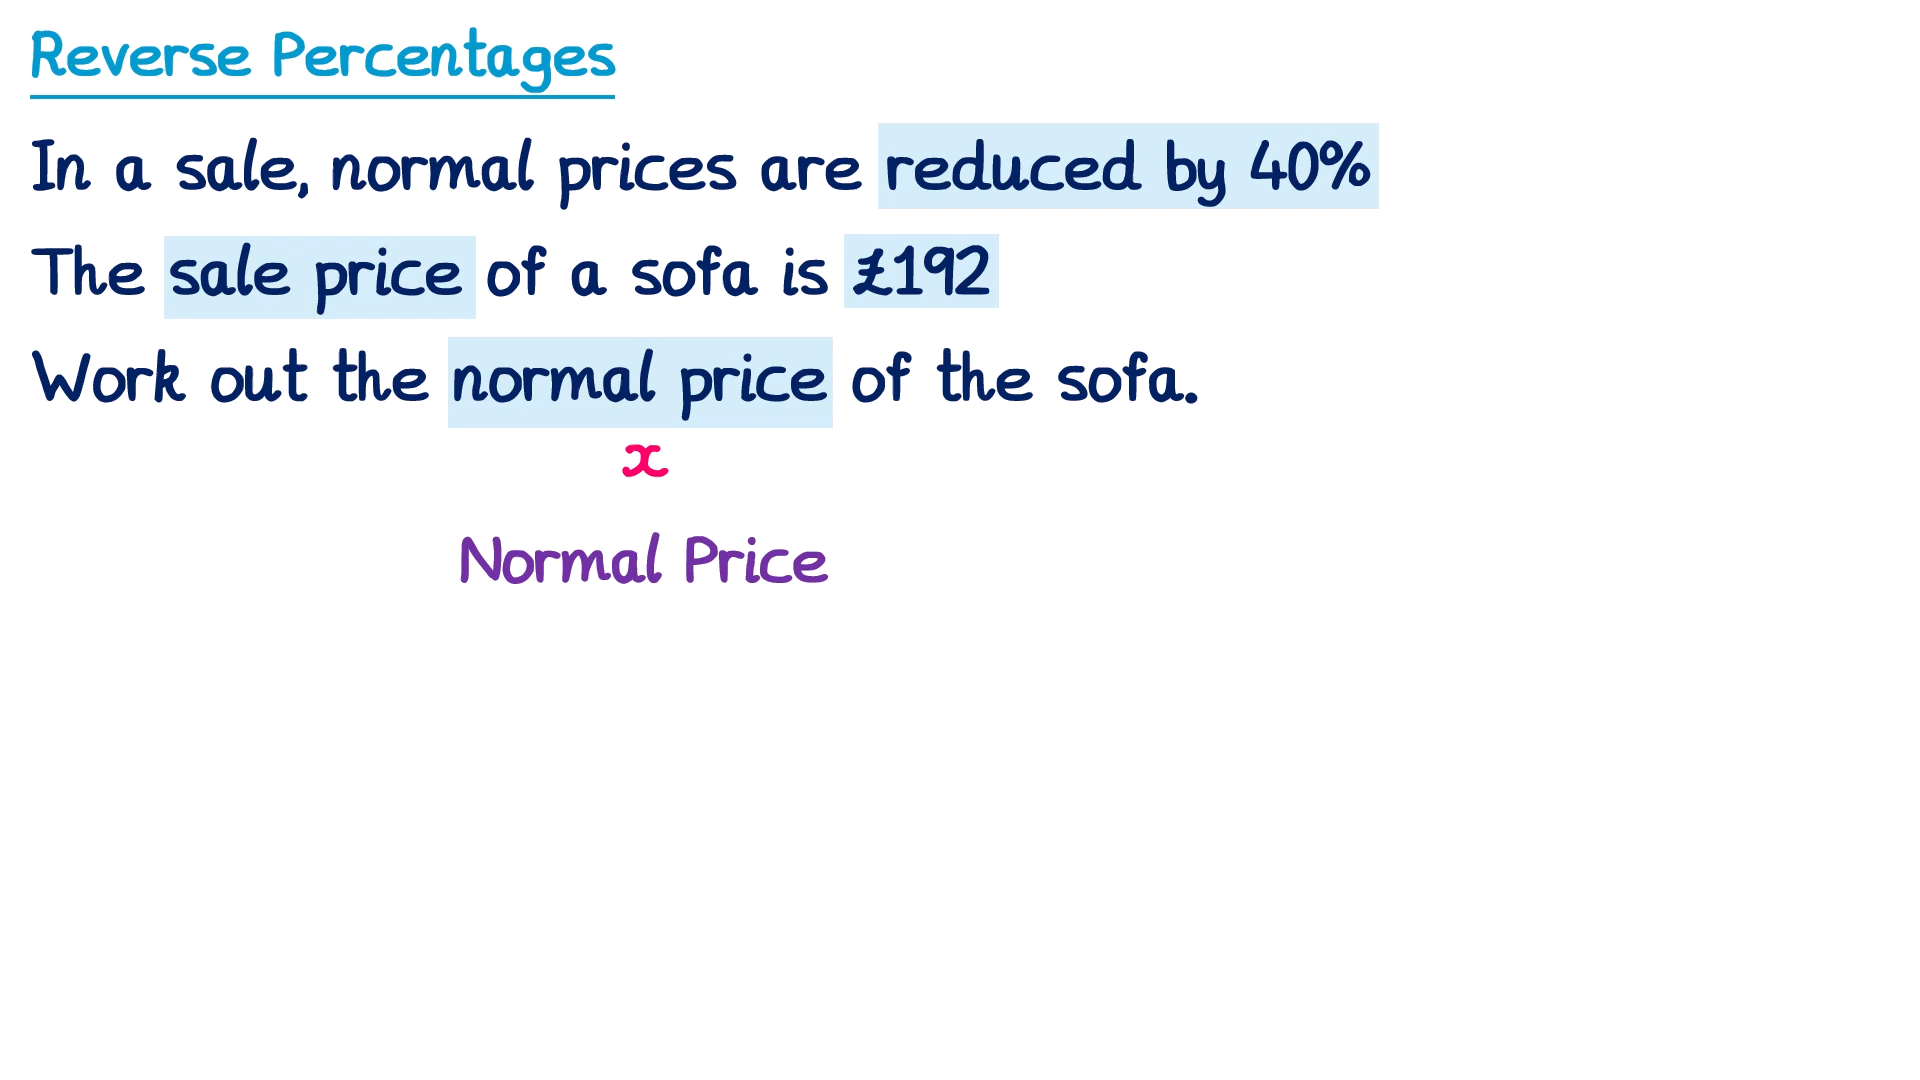 Reverse Percentages
In a sale, normal prices are reduced by 40%
The sale price of a sofa is £192
Work out the normal price of the sofa.
x
Normal Price